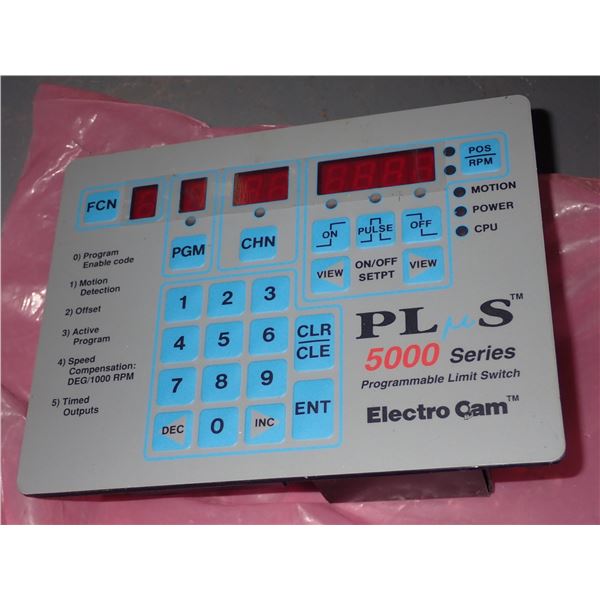 FCN
PGM
CHN
ON
PULSE
OFF
POS
RPM
MOTION
POWER
CPU
VIEW
ON/OFF
SETPT
VIEW
0) Program
Enable code
1) Motion
Detection
2) Offset
3) Active
Program
4) Speed
Compensation:
DEG/1000 RPM
5) Timed
Outputs
1 2 3
4 5 6
7 8 9
DEC 0 INC
CLR
CLE
ENT
PLµS™
5000 Series
Programmable Limit Switch
Electro Cam™